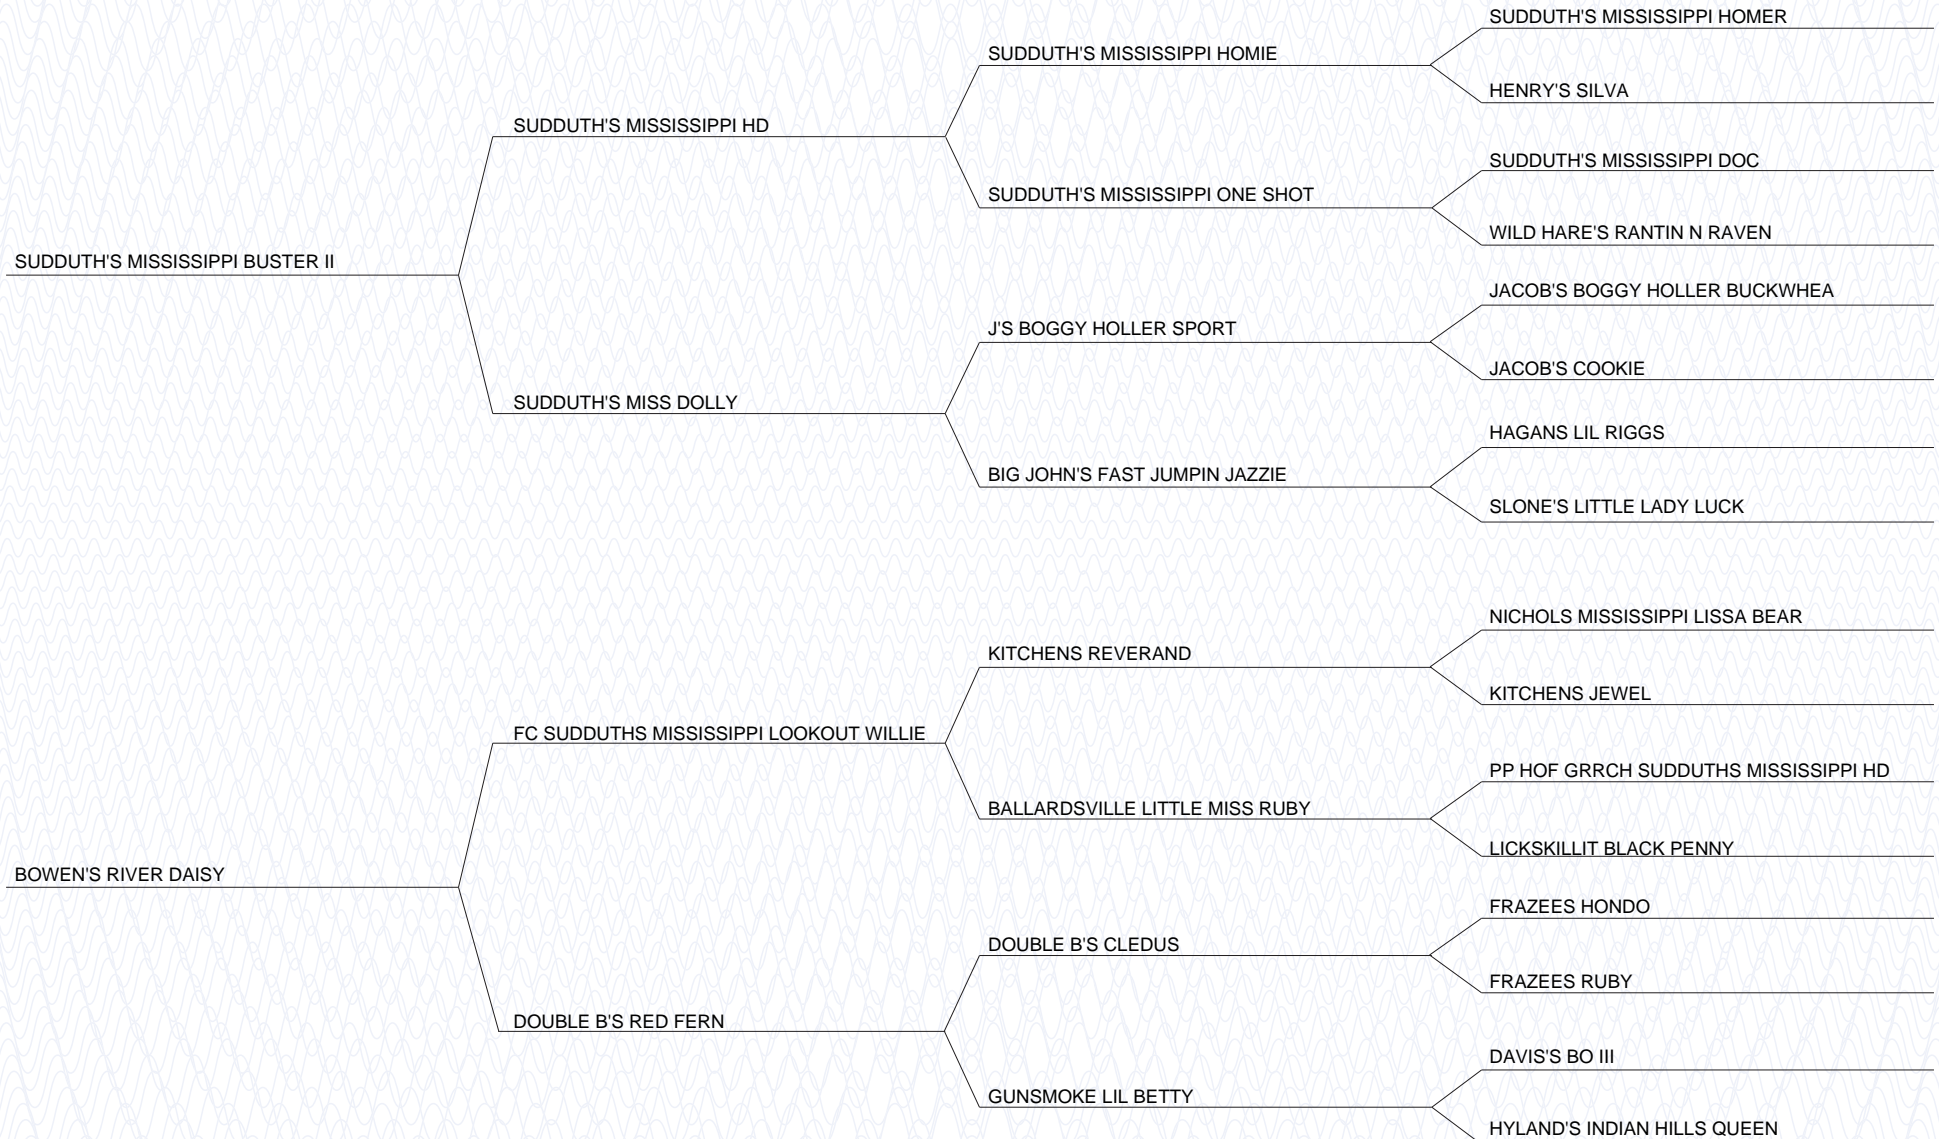 SUDDUTH'S MISSISSIPPI HOMER
SUDDUTH'S MISSISSIPPI HOMIE
HENRY'S SILVA
SUDDUTH'S MISSISSIPPI HD
SUDDUTH'S MISSISSIPPI DOC
SUDDUTH'S MISSISSIPPI ONE SHOT
WILD HARE'S RANTIN N RAVEN
SUDDUTH'S MISSISSIPPI BUSTER II
JACOB'S BOGGY HOLLER BUCKWHEA
J'S BOGGY HOLLER SPORT
JACOB'S COOKIE
SUDDUTH'S MISS DOLLY
HAGANS LIL RIGGS
BIG JOHN'S FAST JUMPIN JAZZIE
SLONE'S LITTLE LADY LUCK
NICHOLS MISSISSIPPI LISSA BEAR
KITCHENS REVERAND
KITCHENS JEWEL
FC SUDDUTHS MISSISSIPPI LOOKOUT WILLIE
PP HOF GRRCH SUDDUTHS MISSISSIPPI HD
BALLARDSVILLE LITTLE MISS RUBY
LICKSKILLIT BLACK PENNY
BOWEN'S RIVER DAISY
FRAZEES HONDO
DOUBLE B'S CLEDUS
FRAZEES RUBY
DOUBLE B'S RED FERN
DAVIS'S BO III
GUNSMOKE LIL BETTY
HYLAND'S INDIAN HILLS QUEEN